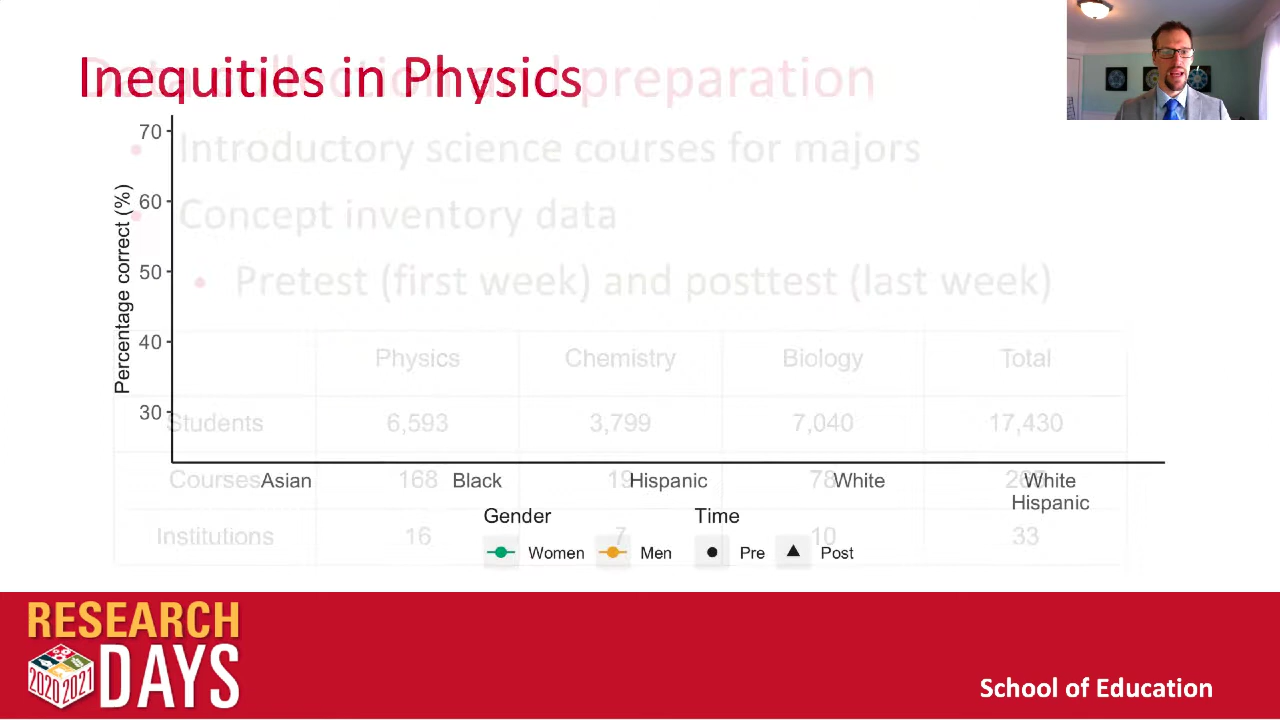 Inequities in Physics
Data collection and preparation
Introductory science courses for majors
Concept inventory data
Pretest (first week) and posttest (last week)
Percentage correct (%)
70
60
50
40
30
Physics Chemistry Biology Total
Students 6,593 3,799 7,040 17,430
Courses 168 19 78
Institutions 16 7 10 33
Asian Black Hispanic White White
Hispanic
Gender Time
Women Men Pre Post
RESEARCH
DAYS
2020 2021
School of Education